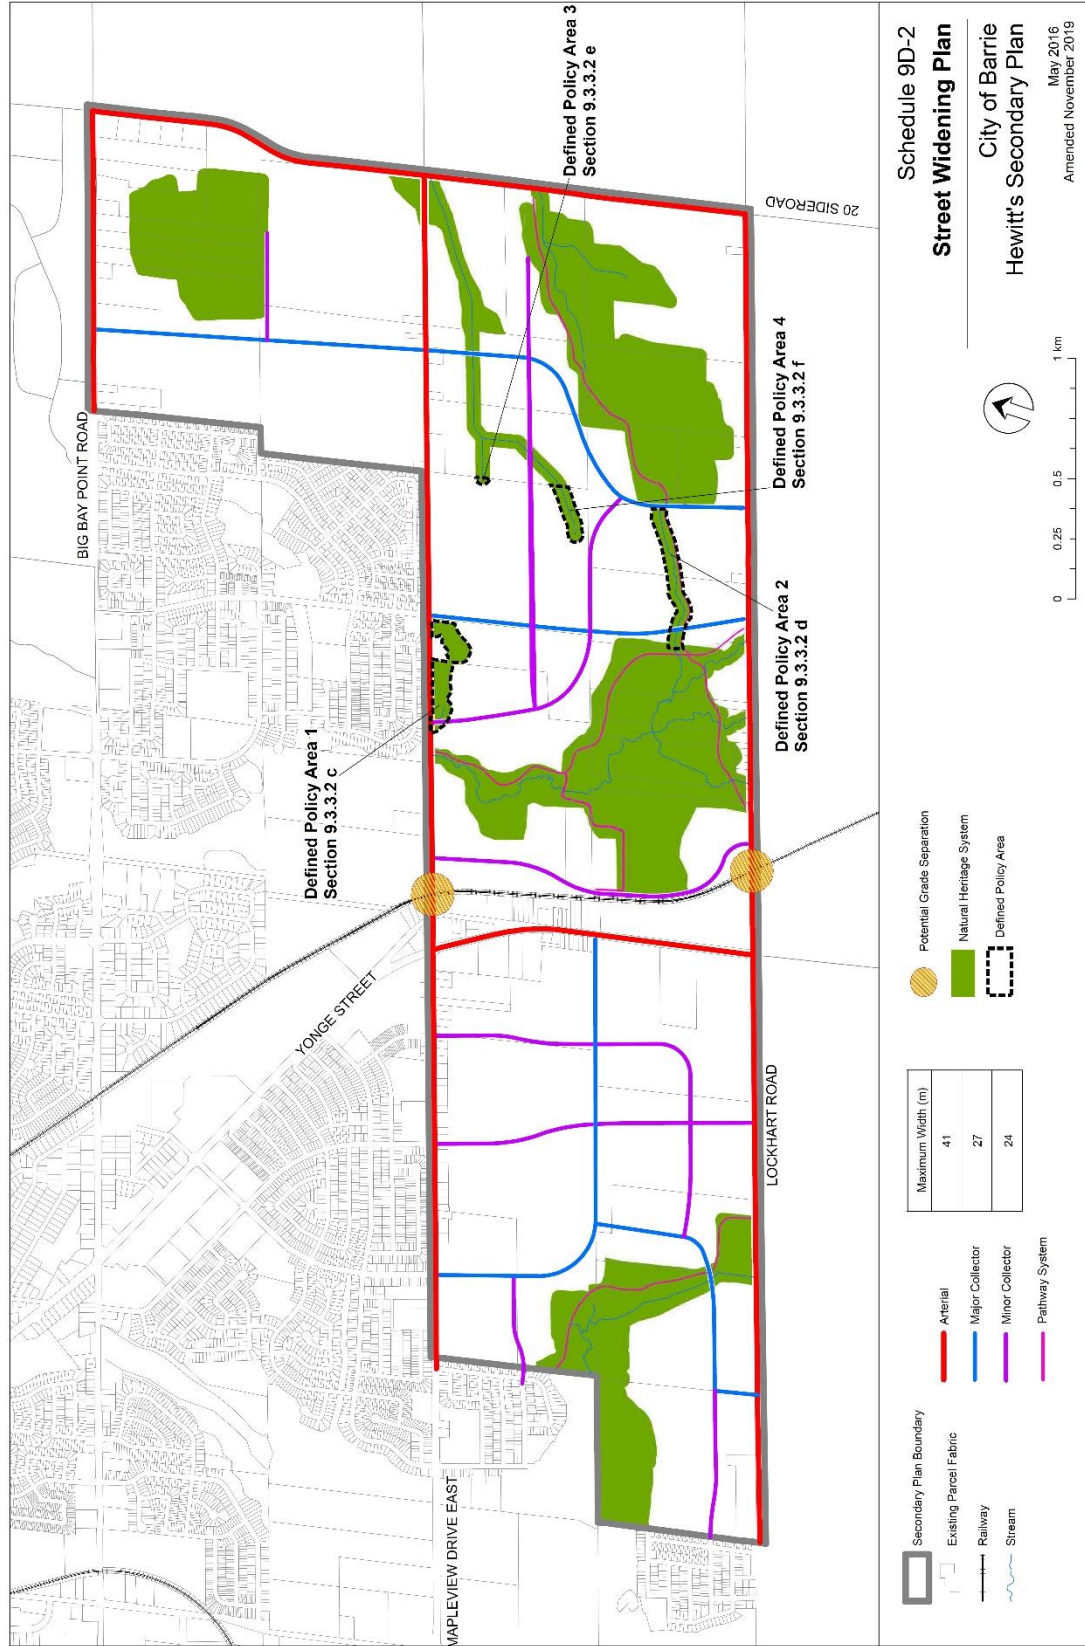 Schedule 9D-2
Street Widening Plan
City of Barrie
Hewitt's Secondary Plan
May 2016
Amended November 2019
BIG BAY POINT ROAD
20 SIDEROAD
YONGE STREET
MAPLEVIEW DRIVE EAST
LOCKHART ROAD
Defined Policy Area 1
Section 9.3.3.2 c
Defined Policy Area 2
Section 9.3.3.2 d
Defined Policy Area 3
Section 9.3.3.2 e
Defined Policy Area 4
Section 9.3.3.2 f
Secondary Plan Boundary
Existing Parcel Fabric
Railway
Stream
Arterial
Major Collector
Minor Collector
Pathway System
Maximum Width (m)
41
27
24
Potential Grade Separation
Natural Heritage System
Defined Policy Area
0 0.25 0.5 1 km